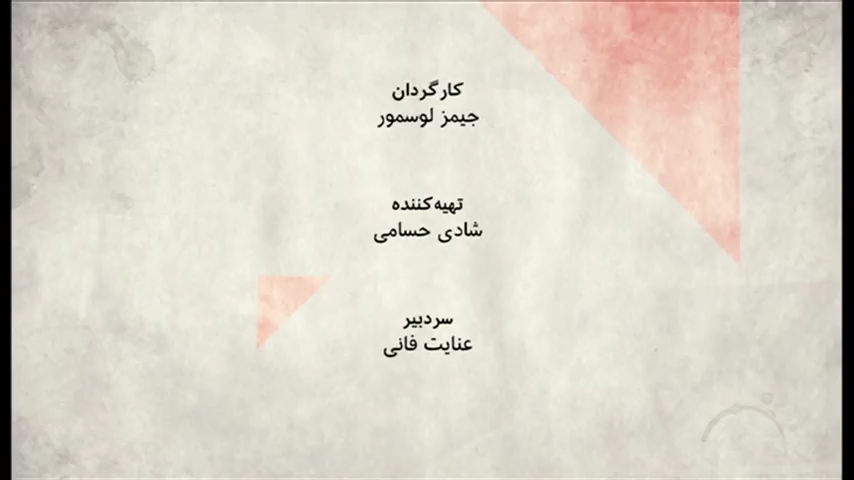 کارگردان
جیمز لوسمور
تهیه‌کننده
شادی حسامی
سردبیر
عنایت فانی